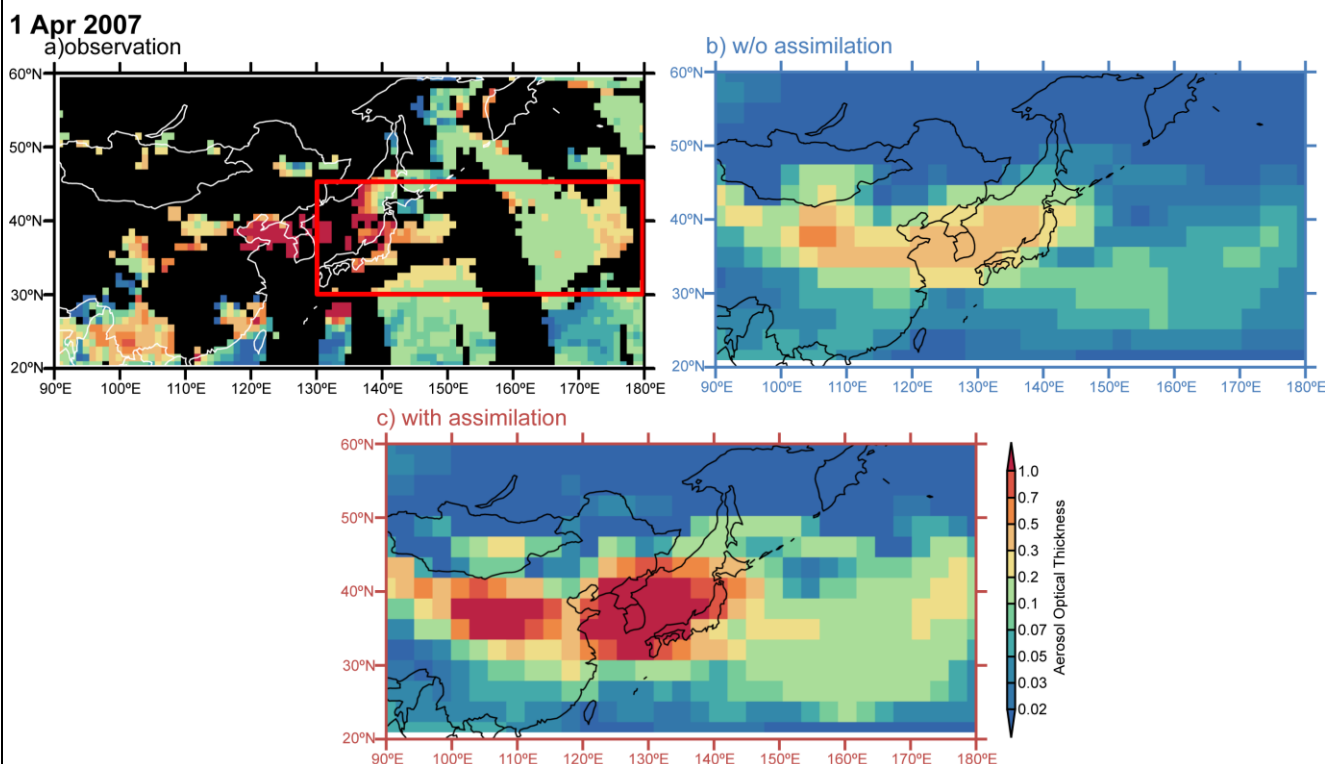 1 Apr 2007
a)observation
b) w/o assimilation
60ºN
50ºN
40ºN
30ºN
20ºN
90ºE 100ºE 110ºE 120ºE 130ºE 140ºE 150ºE 160ºE 170ºE 180ºE
60ºN
50ºN
40ºN
30ºN
20ºN
90ºE 100ºE 110ºE 120ºE 130ºE 140ºE 150ºE 160ºE 170ºE 180ºE
c) with assimilation
60ºN
50ºN
40ºN
30ºN
20ºN
90ºE 100ºE 110ºE 120ºE 130ºE 140ºE 150ºE 160ºE 170ºE 180ºE
1.0
0.7
0.5
0.3
0.2
0.1
0.07
0.05
0.03
0.02
Aerosol Optical Thickness